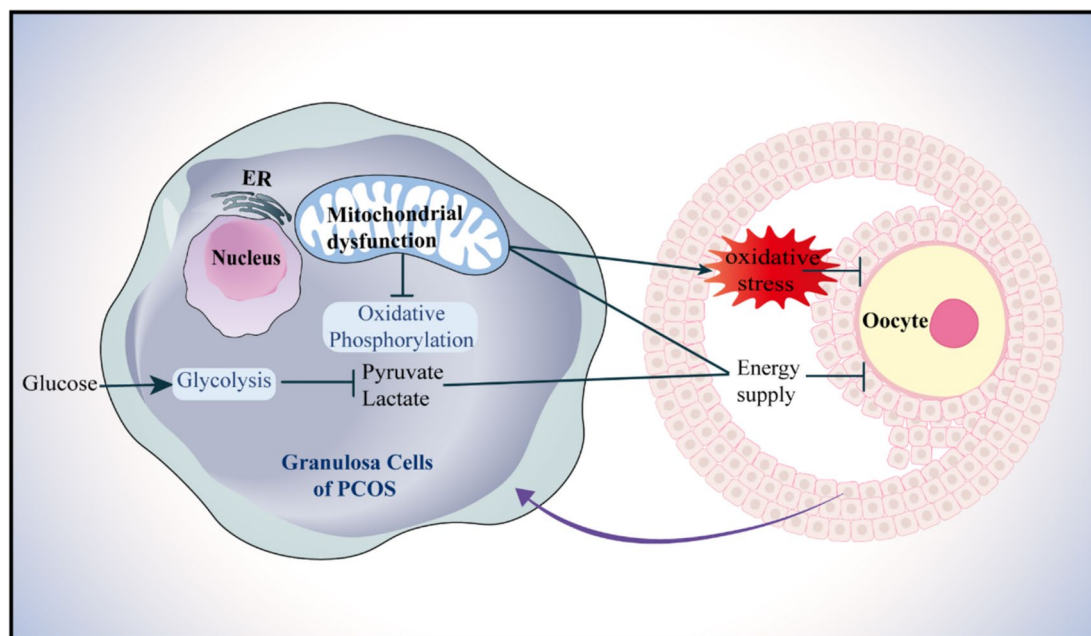 ER
Nucleus
Mitochondrial
dysfunction
Oxidative
Phosphorylation
Glucose
Glycolysis
Pyruvate
Lactate
Granulosa Cells
of PCOS
oxidative
stress
Energy
supply
Oocyte